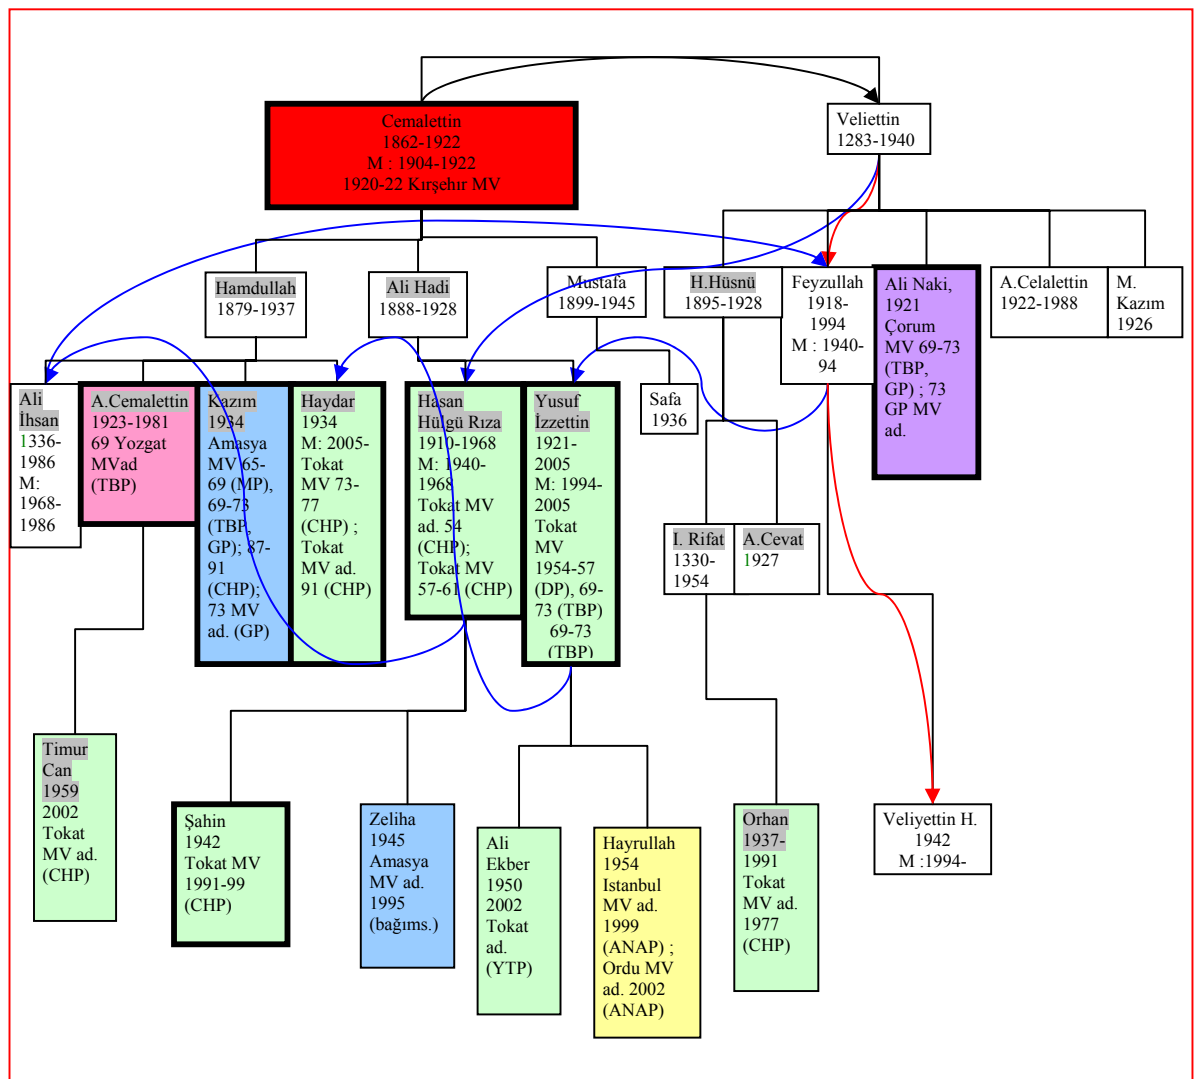 Cemalettin
1862-1922
M : 1904-1922
1920-22 Kırşehir MV
Veliettin
1283-1940
Hamdullah
1879-1937
Ali Hadi
1888-1928
Mustafa
1899-1945
H.Hüsnü
1895-1928
Feyzullah
1918-
1994
M : 1940-
94
Ali Naki,
1921
Çorum
MV 69-73
(TBP,
GP) ; 73
GP MV
ad.
A.Celalettin
1922-1988
M.
Kazım
1926
Ali
İhsan
1336-
1986
M:
1968-
1986
A.Cemalettin
1923-1981
69 Yozgat
MVad
(TBP)
Kazım
1934
Amasya
MV 65-
69 (MP),
69-73
(TBP,
GP); 87-
91
(CHP);
73 MV
ad. (GP)
Haydar
1934
M: 2005-
Tokat
MV 73-
77
(CHP) ;
Tokat
MV ad.
91 (CHP)
Hasan
Hülgü Rıza
1910-1968
M: 1940-
1968
Tokat MV
ad. 54
(CHP);
Tokat MV
57-61 (CHP)
Yusuf
İzzettin
1921-
2005
M: 1994-
2005
Tokat
MV
1954-57
(DP), 69-
73 (TBP)
69-73
(TBP)
Safa
1936
I. Rifat
1330-
1954
A.Cevat
1927
Timur
Can
1959
2002
Tokat
MV ad.
(CHP)
Şahin
1942
Tokat MV
1991-99
(CHP)
Zeliha
1945
Amasya
MV ad.
1995
(bağıms.)
Ali
Ekber
1950
2002
Tokat
ad.
(YTP)
Hayrullah
1954
Istanbul
MV ad.
1999
(ANAP) ;
Ordu MV
ad. 2002
(ANAP)
Orhan
1937-
1991
Tokat
MV ad.
1977
(CHP)
Veliyettin H.
1942
M :1994-